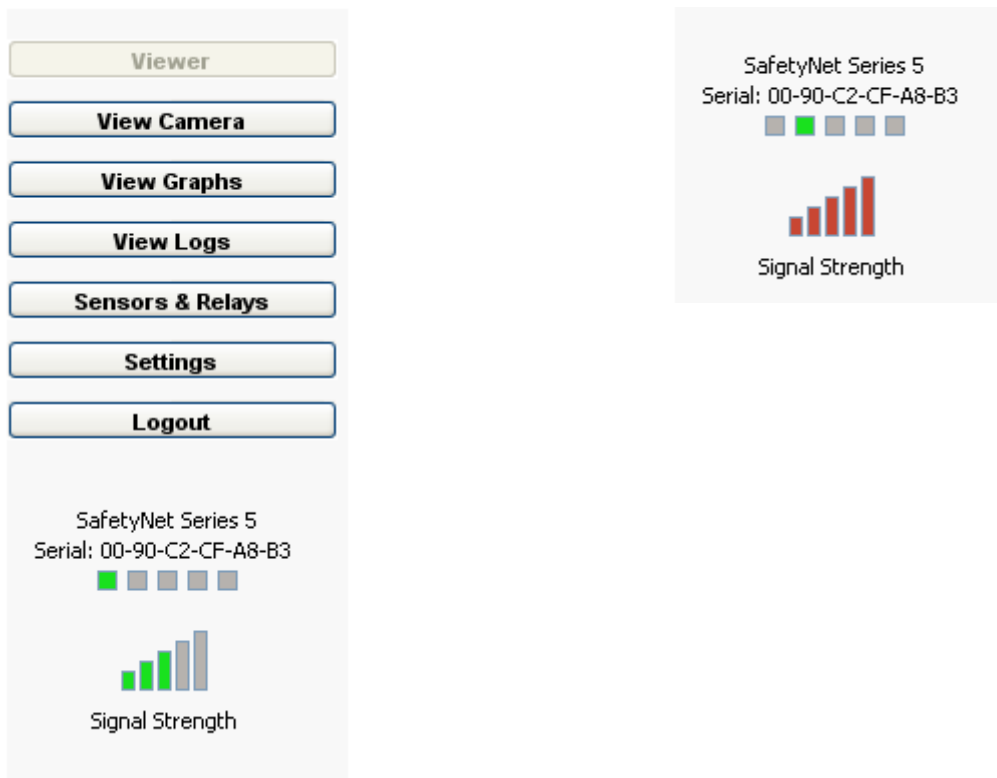 Viewer
View Camera
View Graphs
View Logs
Sensors & Relays
Settings
Logout
SafetyNet Series 5
Serial: 00-90-C2-CF-A8-B3
Signal Strength
SafetyNet Series 5
Serial: 00-90-C2-CF-A8-B3
Signal Strength